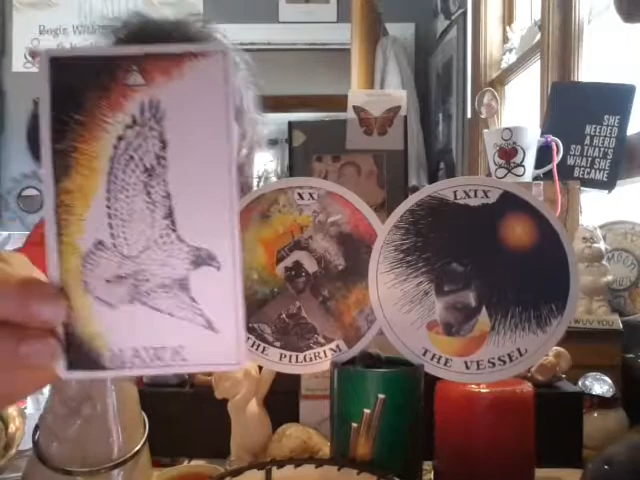 HAWK
XX
THE PILGRIM
LXIX
THE VESSEL
SHE
NEEDED
A HERO
SO THAT'S
WHAT SHE
BECAME